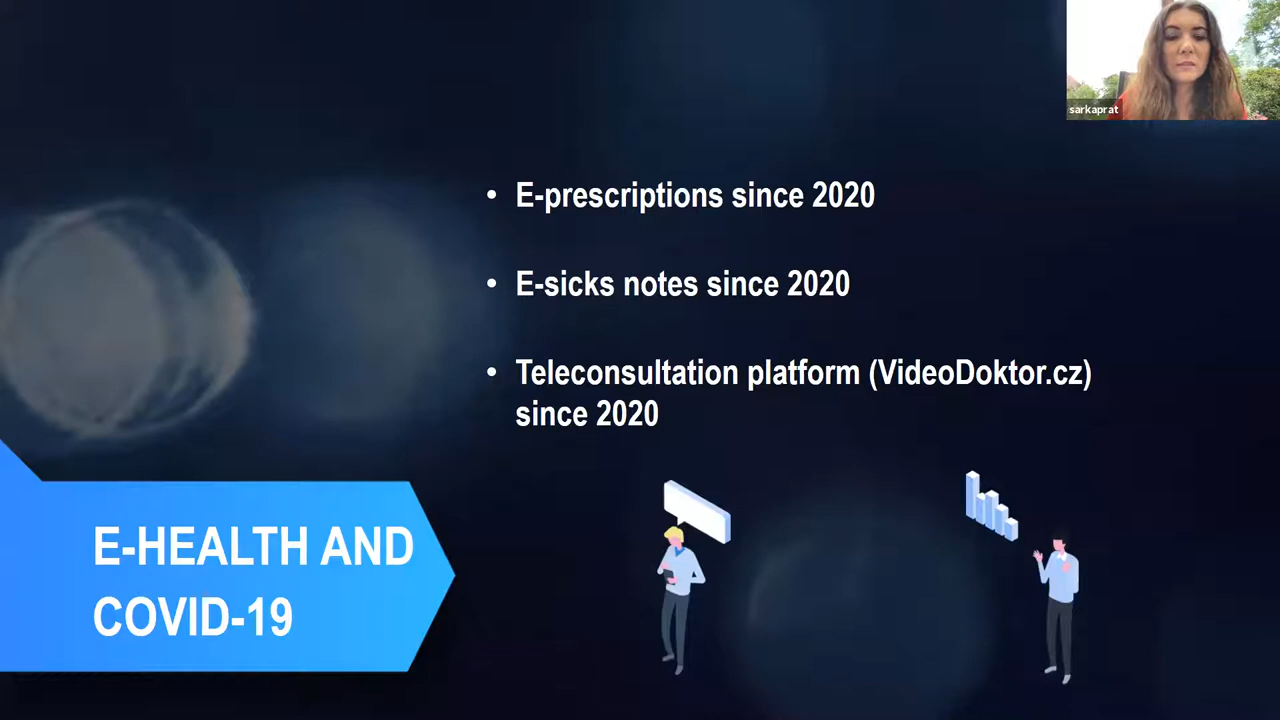 sarkaprat
• E-prescriptions since 2020
• E-sicks notes since 2020
• Teleconsultation platform (VideoDoktor.cz)
since 2020
E-HEALTH AND
COVID-19